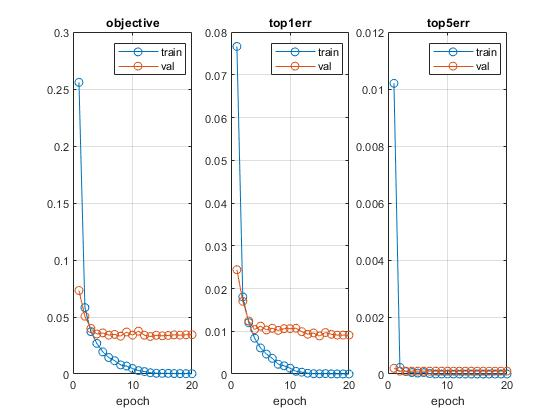 objective
top1err
top5err
0.3
0.25
0.2
0.15
0.1
0.05
0
train
val
0
10
20
epoch
0.08
0.07
0.06
0.05
0.04
0.03
0.02
0.01
0
train
val
0
10
20
epoch
0.012
0.01
0.008
0.006
0.004
0.002
0
train
val
0
10
20
epoch